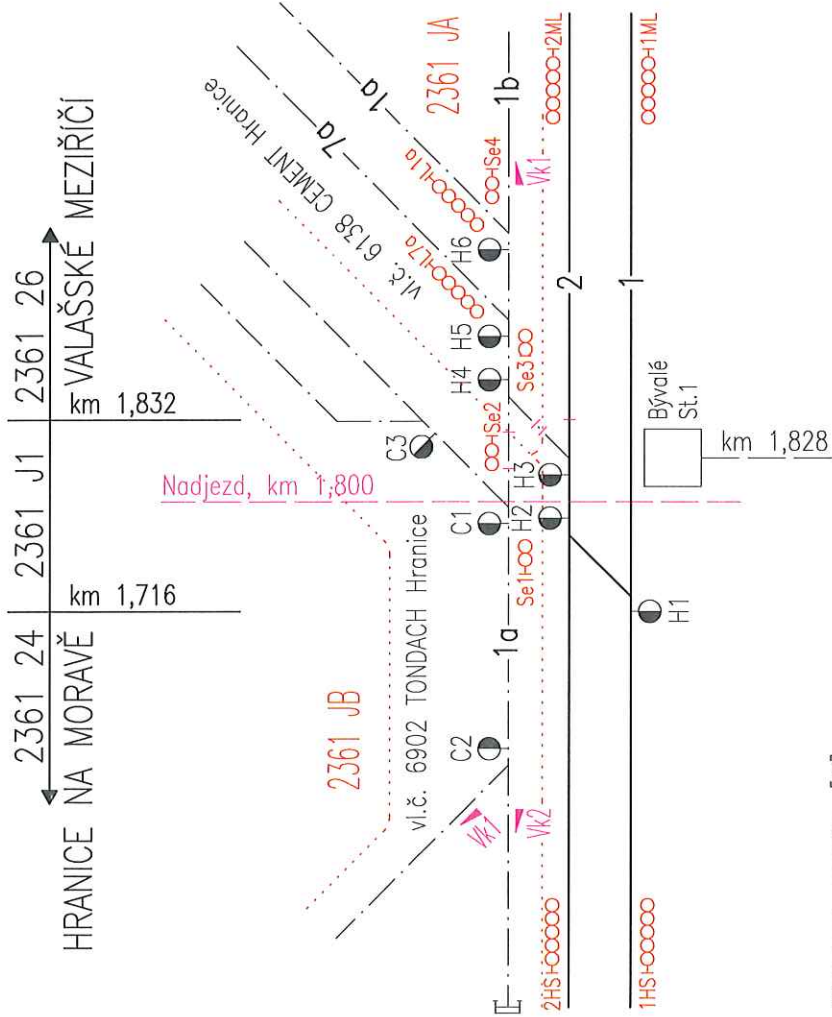 2361 24
2361 J1
2361 26
HRANICE NA MORAVĚ
VALAŠSKÉ MEZIŘÍČÍ
km 1,716
km 1,832
Nadjezd, km 1,800
2361 JB
2361 JA
vl.č. 6902 TONDACH Hranice
vl.č. 6138 CEMENT Hranice
7a
1a
L7a
L1a
C3
C2
C1
H4
H5
H6
Se2
Se4
Vk1
Vk2
1a
Se1
Se3
1b
Vk1
H2
H3
2HS
2ML
2
1
1HS
1ML
H1
Bývalé
St.1
km 1,828